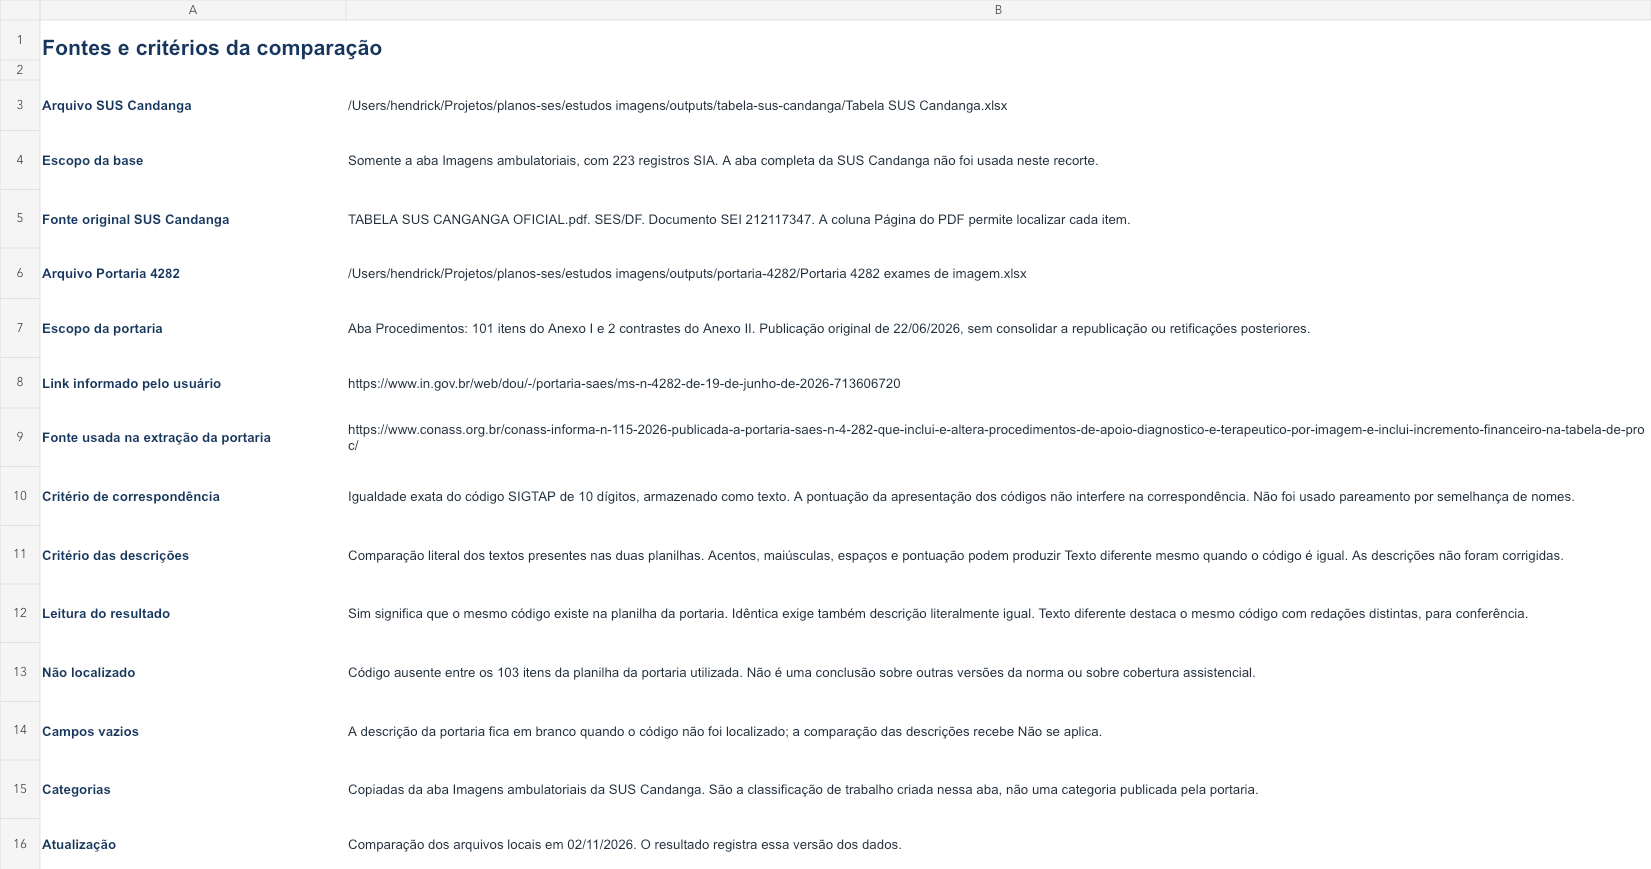 A B
1 Fontes e critérios da comparação
2
3 Arquivo SUS Candanga /Users/hendrick/Projetos/planos-ses/estudos imagens/outputs/tabela-sus-candanga/Tabela SUS Candanga.xlsx
4 Escopo da base Somente a aba Imagens ambulatoriais, com 223 registros SIA. A aba completa da SUS Candanga não foi usada neste recorte.
5 Fonte original SUS Candanga TABELA SUS CANGANGA OFICIAL.pdf. SES/DF. Documento SEI 212117347. A coluna Página do PDF permite localizar cada item.
6 Arquivo Portaria 4282 /Users/hendrick/Projetos/planos-ses/estudos imagens/outputs/portaria-4282/Portaria 4282 exames de imagem.xlsx
7 Escopo da portaria Aba Procedimentos: 101 itens do Anexo I e 2 contrastes do Anexo II. Publicação original de 22/06/2026, sem consolidar a republicação ou retificações posteriores.
8 Link informado pelo usuário https://www.in.gov.br/web/dou/-/portaria-saes/ms-n-4282-de-19-de-junho-de-2026-713606720
9 Fonte usada na extração da portaria https://www.conass.org.br/conass-informa-n-115-2026-publicada-a-portaria-saes-n-4-282-que-inclui-e-altera-procedimentos-de-apoio-diagnostico-e-terapeutico-por-imagem-e-inclui-incremento-financeiro-na-tabela-de-pro
c/
10 Critério de correspondência Igualdade exata do código SIGTAP de 10 dígitos, armazenado como texto. A pontuação da apresentação dos códigos não interfere na correspondência. Não foi usado pareamento por semelhança de nomes.
11 Critério das descrições Comparação literal dos textos presentes nas duas planilhas. Acentos, maiúsculas, espaços e pontuação podem produzir Texto diferente mesmo quando o código é igual. As descrições não foram corrigidas.
12 Leitura do resultado Sim significa que o mesmo código existe na planilha da portaria. Idêntica exige também descrição literalmente igual. Texto diferente destaca o mesmo código com redações distintas, para conferência.
13 Não localizado Código ausente entre os 103 itens da planilha da portaria utilizada. Não é uma conclusão sobre outras versões da norma ou sobre cobertura assistencial.
14 Campos vazios A descrição da portaria fica em branco quando o código não foi localizado; a comparação das descrições recebe Não se aplica.
15 Categorias Copiadas da aba Imagens ambulatoriais da SUS Candanga. São a classificação de trabalho criada nessa aba, não uma categoria publicada pela portaria.
16 Atualização Comparação dos arquivos locais em 02/11/2026. O resultado registra essa versão dos dados.